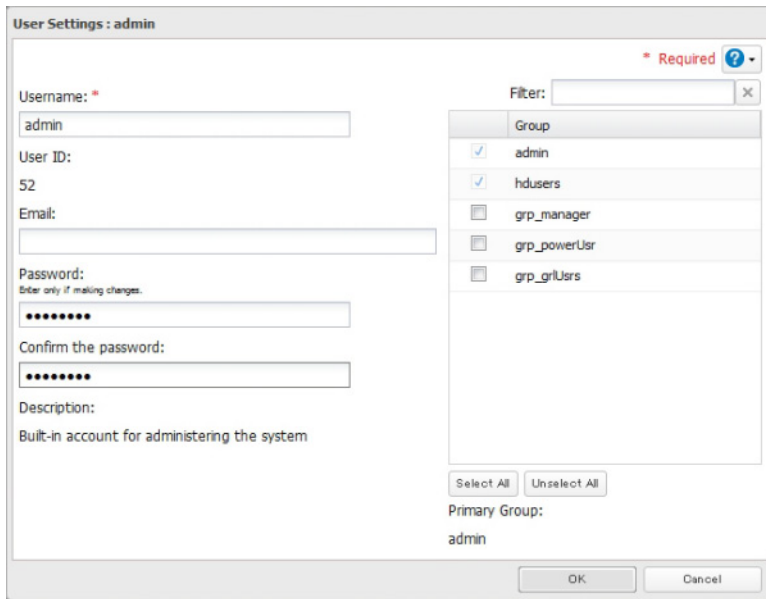 User Settings : admin
* Required
Username: *
admin
User ID:
52
Email:
Password:
Enter only if making changes.
••••••••
Confirm the password:
••••••••
Description:
Built-in account for administering the system
Filter:
Group
admin
hdusers
grp_manager
grp_powerUsr
grp_grlUsrs
Select All
Unselect All
Primary Group:
admin
OK
Cancel